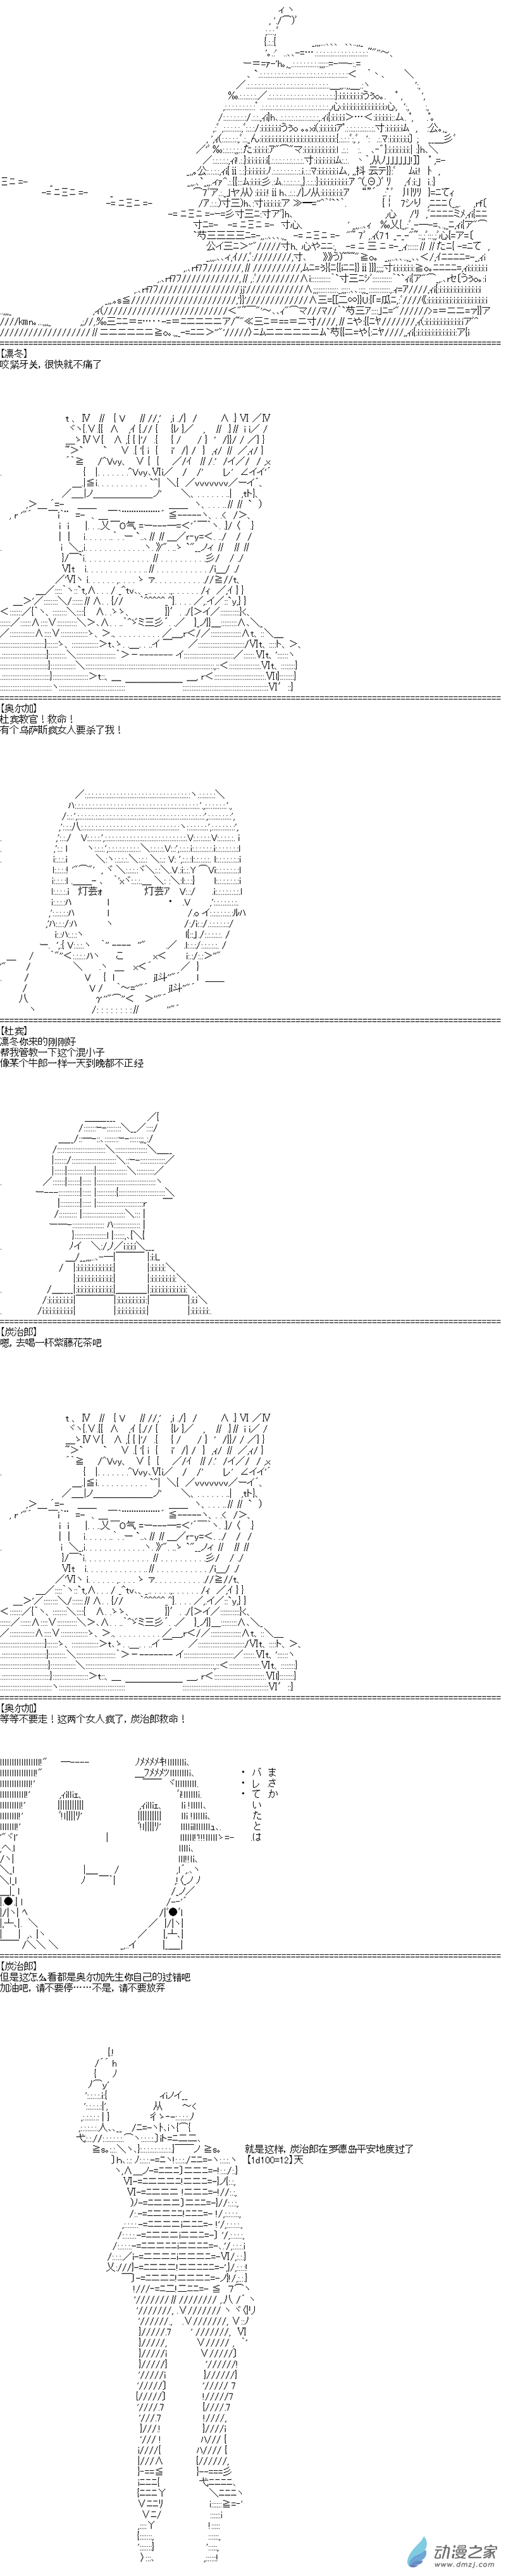 【凛冬】
咬紧牙关，很快就不痛了
【奥尔加】
杜宾教官！救命！
有个乌萨斯疯女人要杀了我！
【杜宾】
凛冬你来的刚刚好
帮我管教一下这个混小子
像某个牛郎一样一天到晚都不正经
【炭治郎】
嗯，去喝一杯紫藤花茶吧
【奥尔加】
等等不要走！这两个女人疯了，炭治郎救命！
まさかいたとは
・・・バレて
【炭治郎】
但是这怎么看都是奥尔加先生你自己的过错吧
加油吧，请不要停……不是，请不要放弃
就是这样，炭治郎在罗德岛平安地度过了
【1d100=12】天
动漫之家
www.dmzj.com